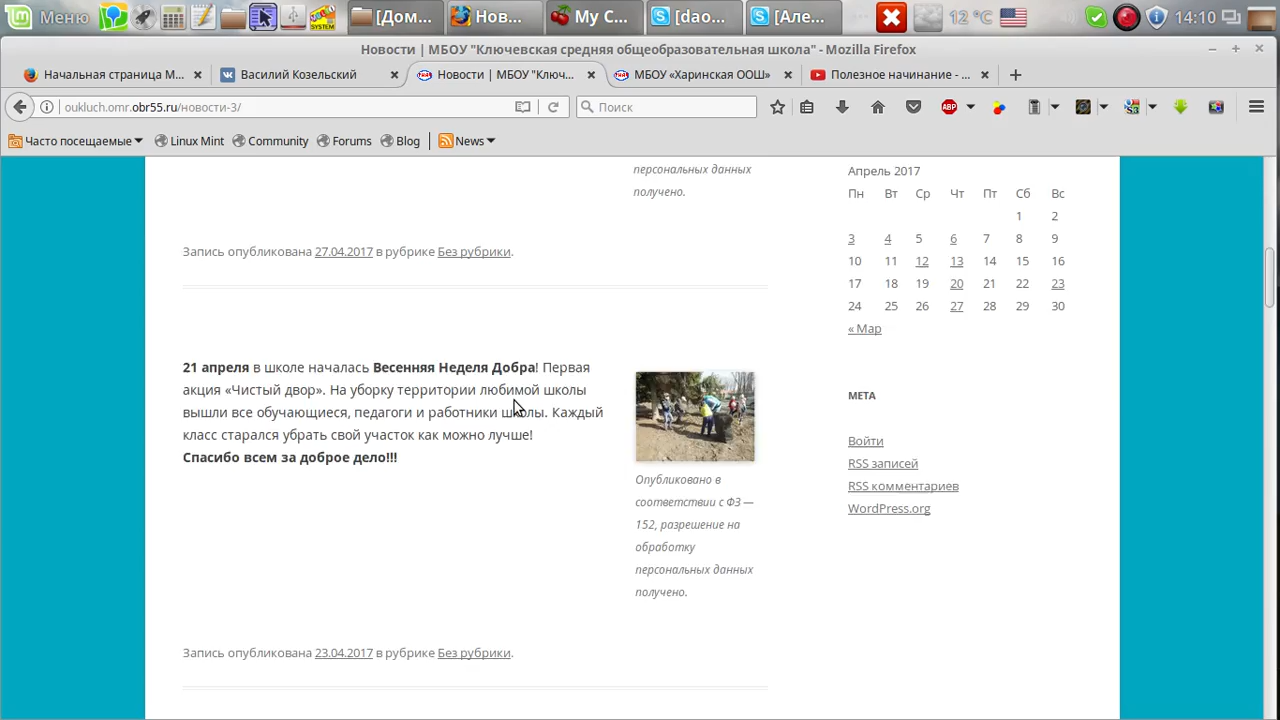 Меню
[Дом...
Нов...
My C...
[dao...
[Але...
12 °C
14:10
Новости | МБОУ "Ключевская средняя общеобразовательная школа" - Mozilla Firefox
Начальная страница M...
Василий Козельский
Новости | МБОУ "Ключ...
МБОУ «Харинская ООШ»
Полезное начинание - ...
oukluch.omr.obr55.ru/новости-3/
Поиск
ABP
Часто посещаемые
Linux Mint
Community
Forums
Blog
News
персональных данных
получено.
Запись опубликована 27.04.2017 в рубрике Без рубрики.
21 апреля в школе началась Весенняя Неделя Добра! Первая
акция «Чистый двор». На уборку территории любимой школы
вышли все обучающиеся, педагоги и работники школы. Каждый
класс старался убрать свой участок как можно лучше!
Спасибо всем за доброе дело!!!
Опубликовано в
соответствии с ФЗ —
152, разрешение на
обработку
персональных данных
получено.
Запись опубликована 23.04.2017 в рубрике Без рубрики.
Апрель 2017
Пн Вт Ср Чт Пт Сб Вс
1 2
3 4 5 6 7 8 9
10 11 12 13 14 15 16
17 18 19 20 21 22 23
24 25 26 27 28 29 30
« Мар
МЕТА
Войти
RSS записей
RSS комментариев
WordPress.org